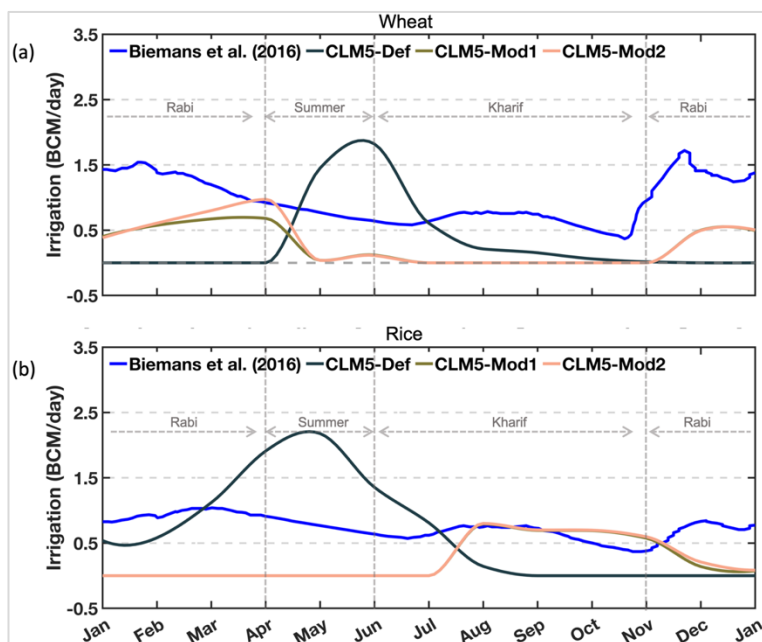 Wheat
(a)
3.5
Biemans et al. (2016) CLM5-Def CLM5-Mod1 CLM5-Mod2
2.5
Rabi Summer Kharif Rabi
1.5
0.5
-0.5
Irrigation (BCM/day)
Rice
(b)
3.5
Biemans et al. (2016) CLM5-Def CLM5-Mod1 CLM5-Mod2
2.5
Rabi Summer Kharif Rabi
1.5
0.5
-0.5
Irrigation (BCM/day)
Jan Feb Mar Apr May Jun Jul Aug Sep Oct Nov Dec Jan